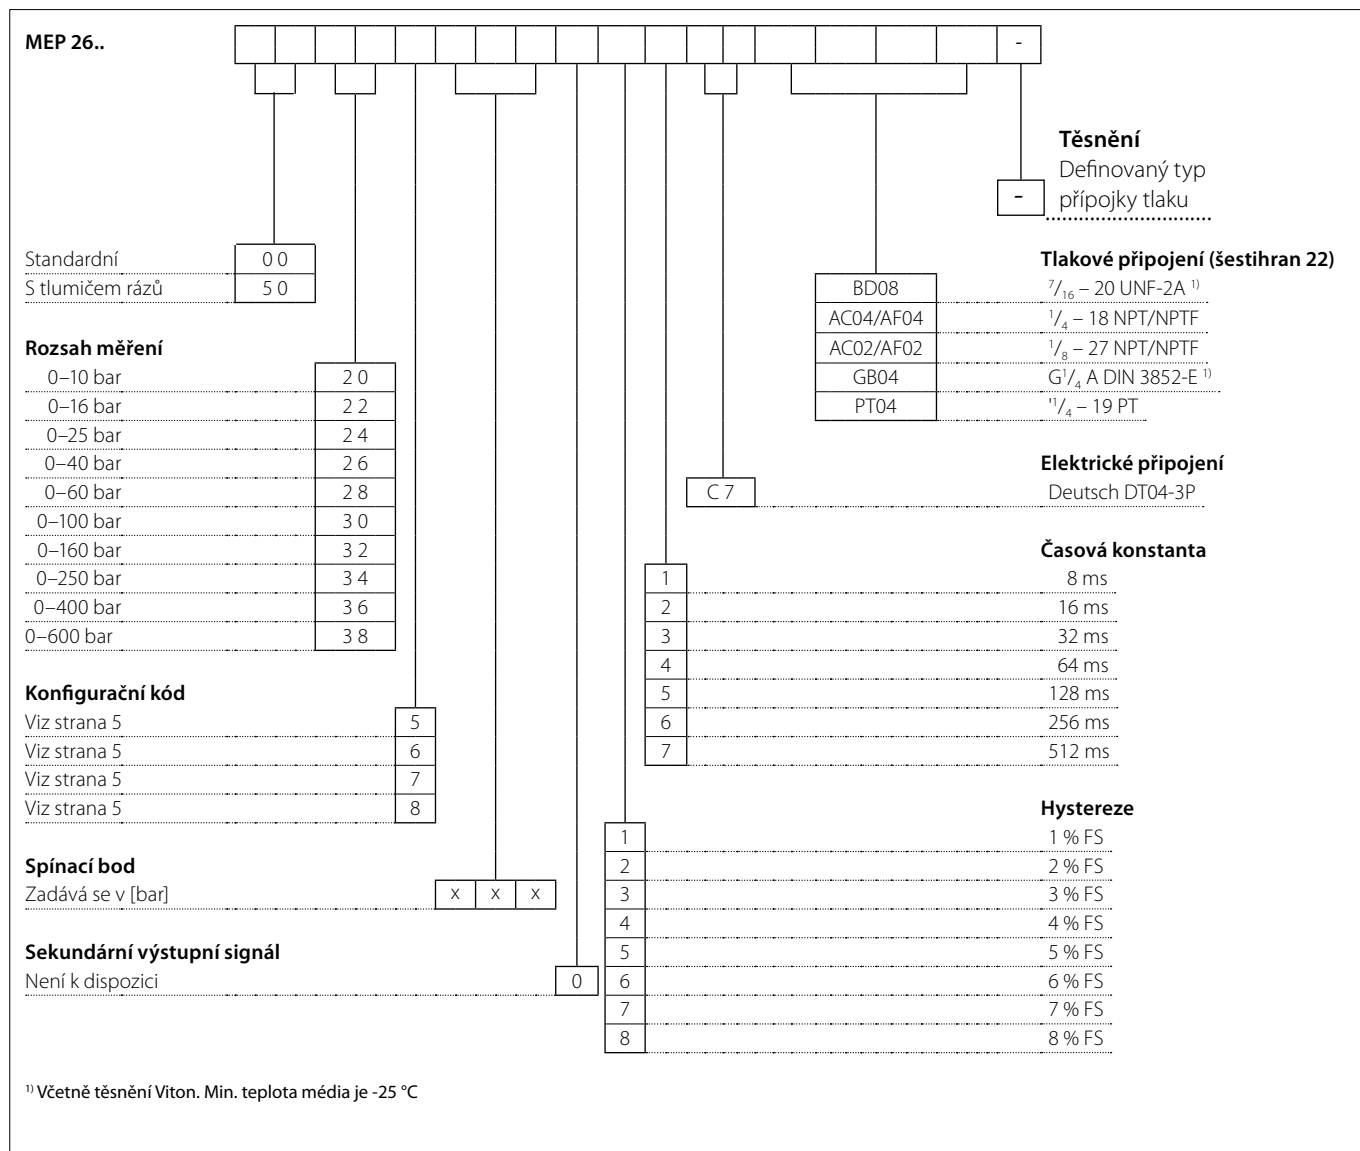 MEP 26..
-
Těsnění
Definovaný typ
přípojky tlaku
-
Standardní 0 0
S tlumičem rázů 5 0
Tlakové připojení (šestihran 22)
BD08 7/16 – 20 UNF-2A 1)
AC04/AF04 1/4 – 18 NPT/NPTF
AC02/AF02 1/8 – 27 NPT/NPTF
GB04 G1/4 A DIN 3852-E 1)
PT04 '1/4 – 19 PT
Rozsah měření
0–10 bar 2 0
0–16 bar 2 2
0–25 bar 2 4
0–40 bar 2 6
0–60 bar 2 8
0–100 bar 3 0
0–160 bar 3 2
0–250 bar 3 4
0–400 bar 3 6
0–600 bar 3 8
Elektrické připojení
C 7 Deutsch DT04-3P
Časová konstanta
1 8 ms
2 16 ms
3 32 ms
4 64 ms
5 128 ms
6 256 ms
7 512 ms
Konfigurační kód
Viz strana 5 5
Viz strana 5 6
Viz strana 5 7
Viz strana 5 8
Hystereze
1 1 % FS
2 2 % FS
3 3 % FS
4 4 % FS
5 5 % FS
6 6 % FS
7 7 % FS
8 8 % FS
Spínací bod
Zadává se v [bar] x x x
Sekundární výstupní signál
Není k dispozici 0
1) Včetně těsnění Viton. Min. teplota média je -25 °C